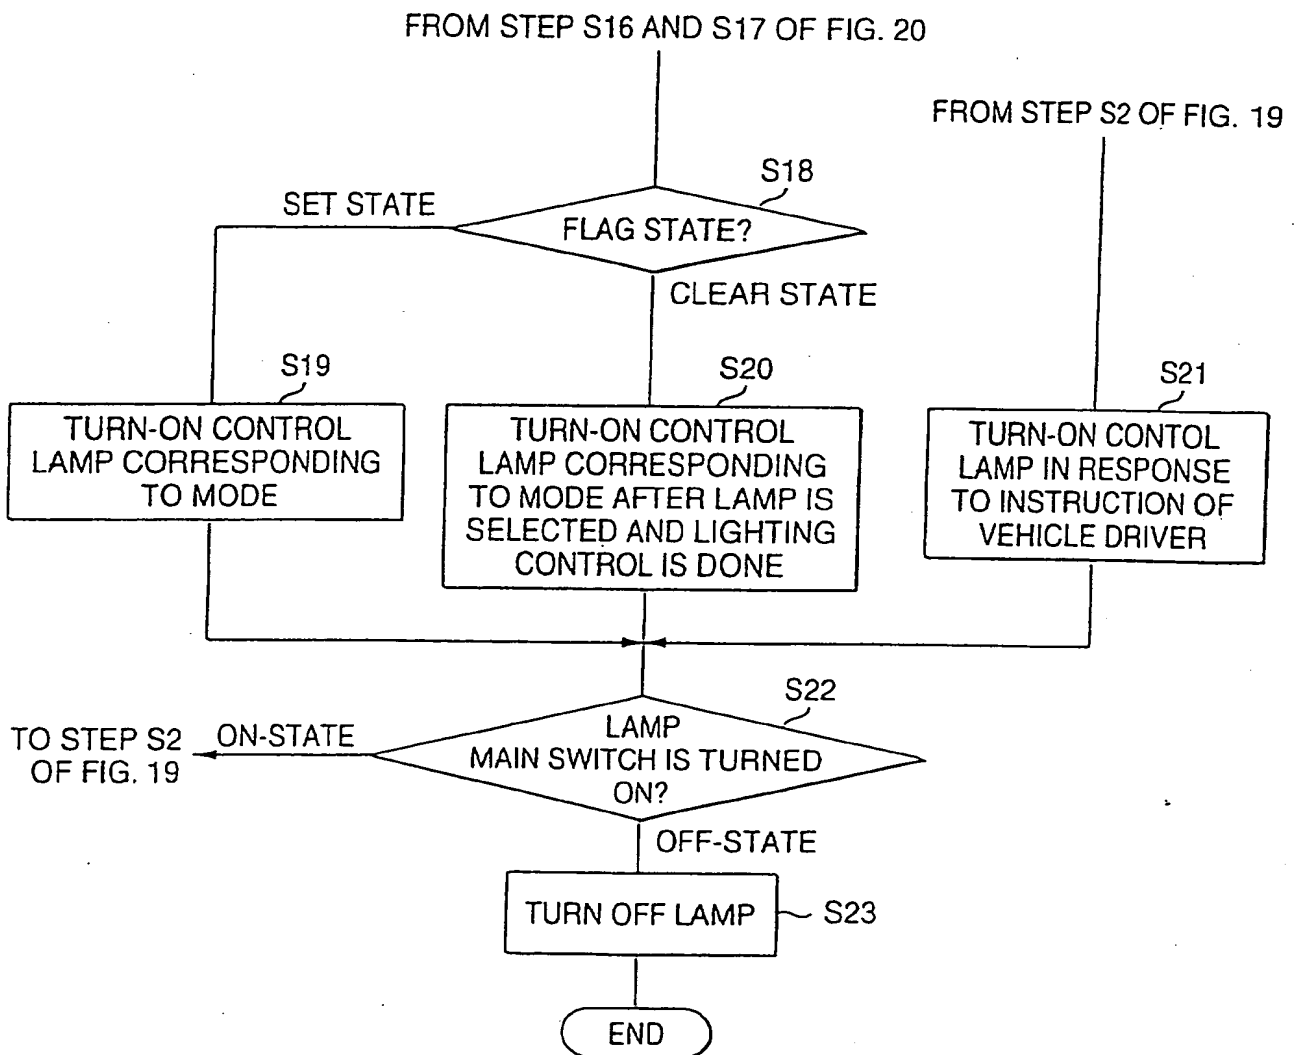 FROM STEP S16 AND S17 OF FIG. 20
FROM STEP S2 OF FIG. 19
S18
SET STATE
FLAG STATE?
CLEAR STATE
S19
TURN-ON CONTROL
LAMP CORRESPONDING
TO MODE
S20
TURN-ON CONTROL
LAMP CORRESPONDING
TO MODE AFTER LAMP IS
SELECTED AND LIGHTING
CONTROL IS DONE
S21
TURN-ON CONTOL
LAMP IN RESPONSE
TO INSTRUCTION OF
VEHICLE DRIVER
S22
TO STEP S2
OF FIG. 19
ON-STATE
LAMP
MAIN SWITCH IS TURNED
ON?
OFF-STATE
TURN OFF LAMP
S23
END